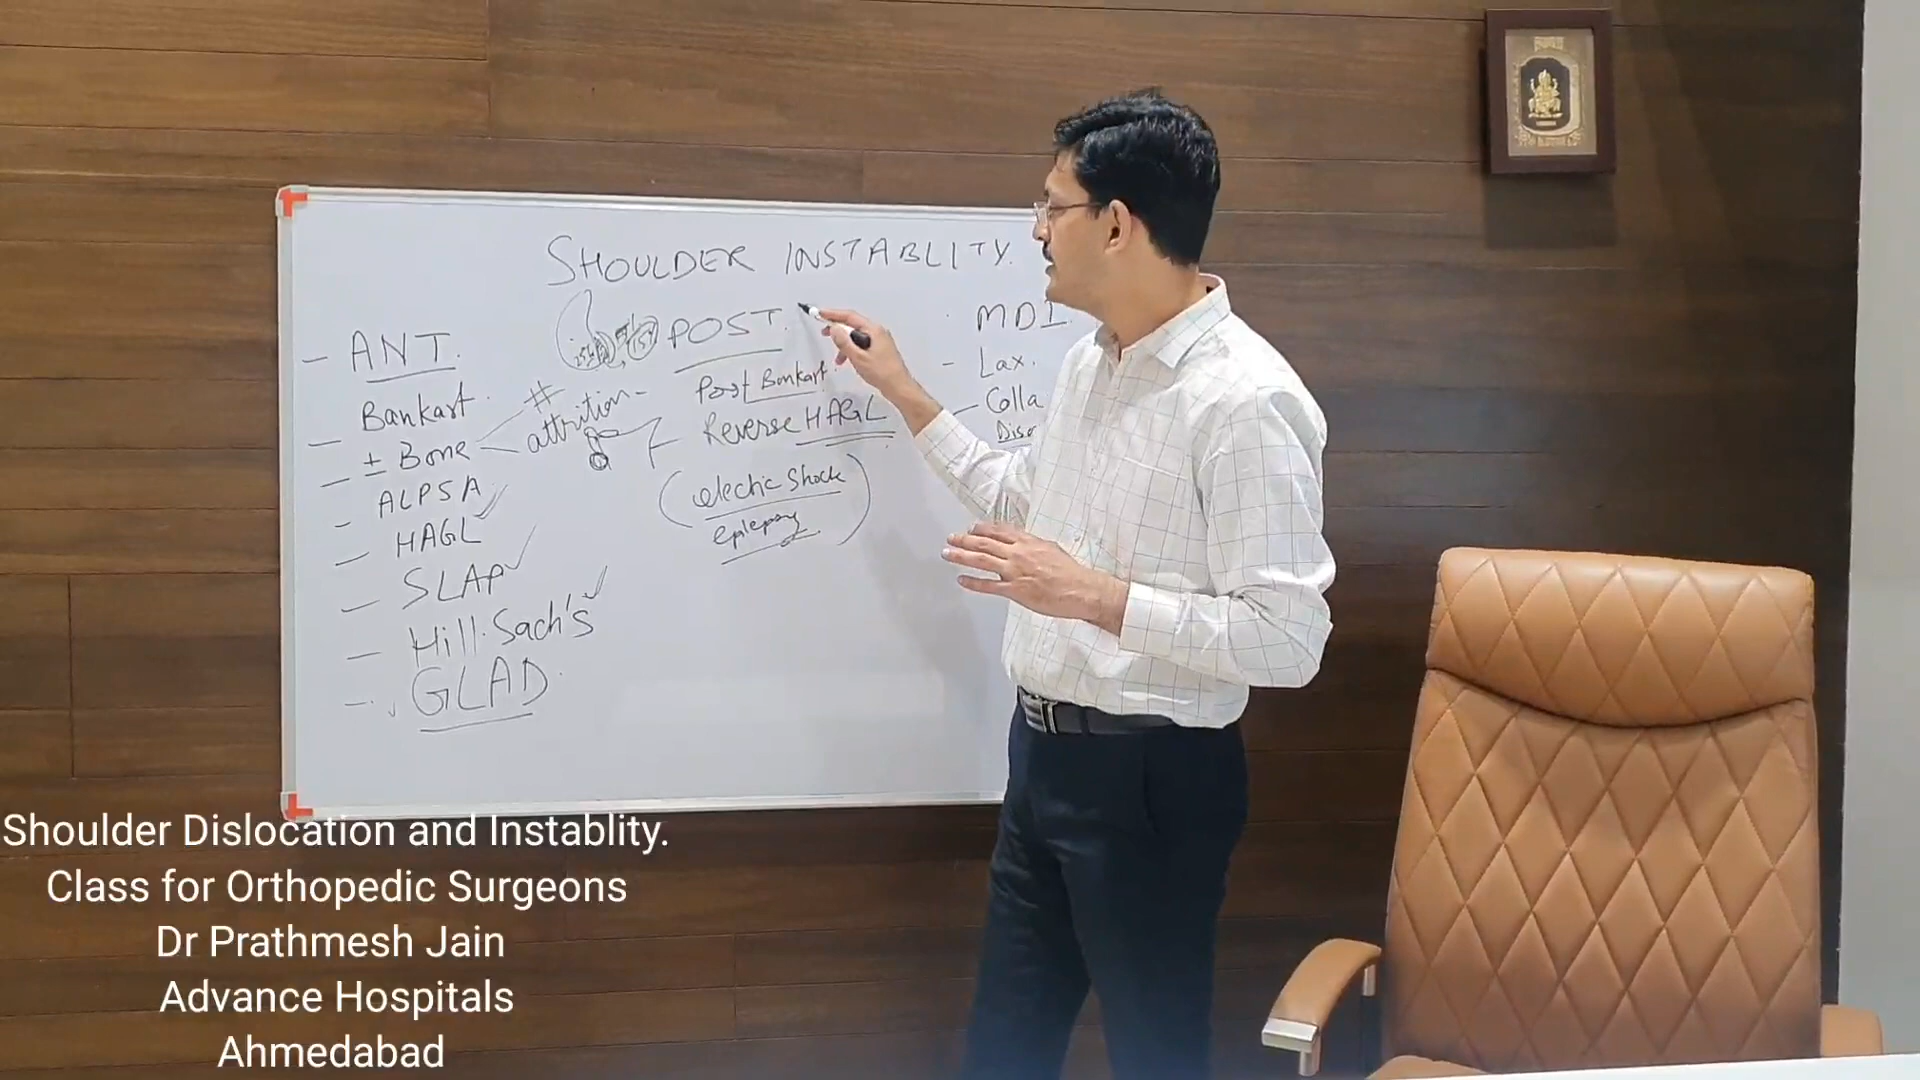 SHOULDER INSTABLITY.
- ANT.
Bankart
± Bone
#
attrition
ALPSA
HAGL
SLAP
Hill-Sach's
GLAD
POST.
Post Bankart
Reverse HAGL
(electric shock
epilepsy)
MDI
- Lax.
Colla
Diso
Shoulder Dislocation and Instablity.
Class for Orthopedic Surgeons
Dr Prathmesh Jain
Advance Hospitals
Ahmedabad